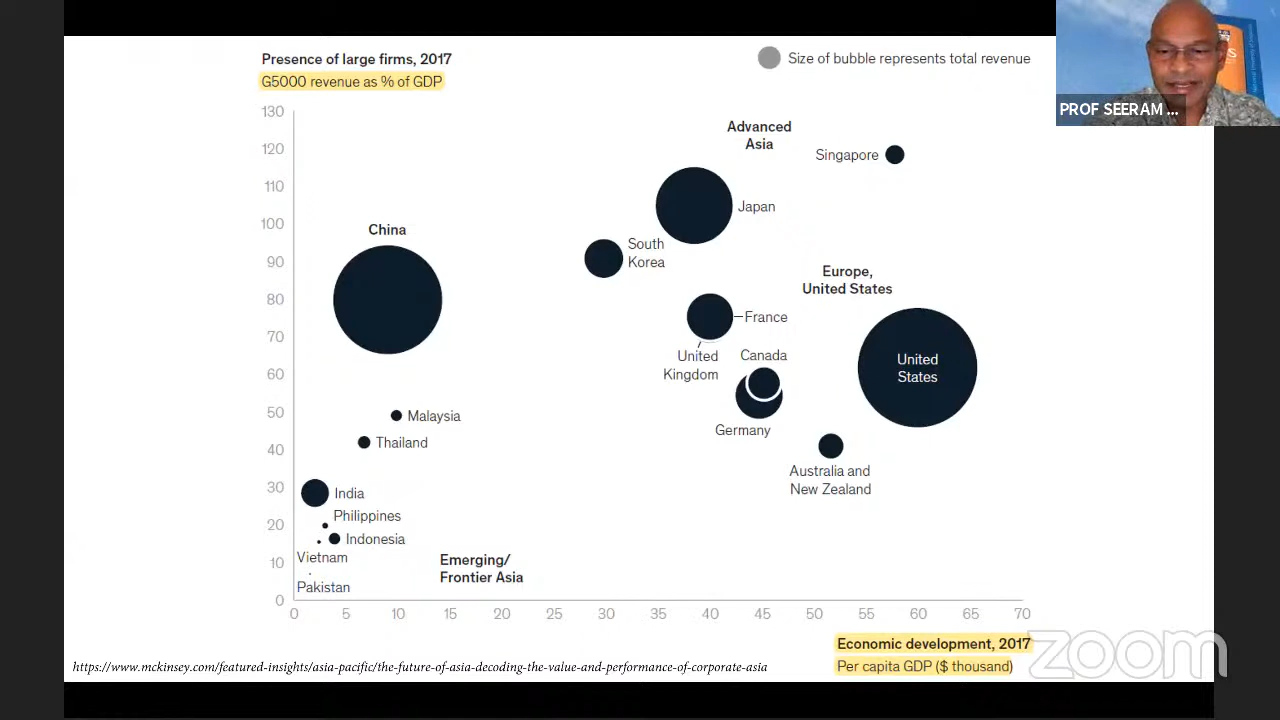 Presence of large firms, 2017
G5000 revenue as % of GDP
Size of bubble represents total revenue
PROF SEERAM ...
130
120
110
100
90
80
70
60
50
40
30
20
10
0
Advanced
Asia
Singapore
Japan
China
South
Korea
Europe,
United States
France
United
Kingdom
Canada
United
States
Germany
Malaysia
Thailand
Australia and
New Zealand
India
Philippines
Indonesia
Vietnam
Pakistan
Emerging/
Frontier Asia
0 5 10 15 20 25 30 35 40 45 50 55 60 65 70
Economic development, 2017
Per capita GDP ($ thousand)
https://www.mckinsey.com/featured-insights/asia-pacific/the-future-of-asia-decoding-the-value-and-performance-of-corporate-asia
zoom